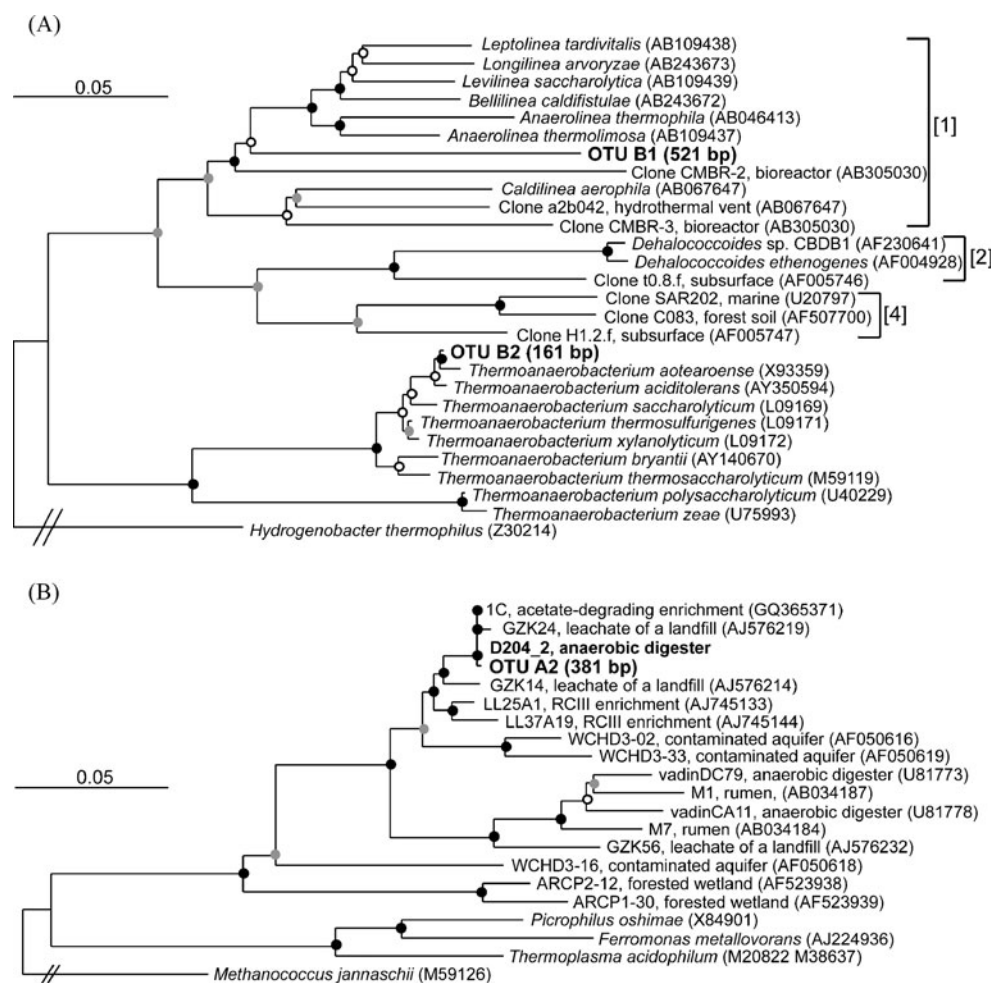 (A)
Leptolinea tardivitalis (AB109438)
Longilinea arvoryzae (AB243673)
0.05
Levilinea saccharolytica (AB109439)
Bellilinea caldifistulae (AB243672)
Anaerolinea thermophila (AB046413)
[1]
Anaerolinea thermolimosa (AB109437)
OTU B1 (521 bp)
Clone CMBR-2, bioreactor (AB305030)
Caldilinea aerophila (AB067647)
Clone a2b042, hydrothermal vent (AB067647)
Clone CMBR-3, bioreactor (AB305030)
Dehalococcoides sp. CBDB1 (AF230641)
Dehalococcoides ethenogenes (AF004928)
[2]
Clone t0.8.f, subsurface (AF005746)
Clone SAR202, marine (U20797)
Clone C083, forest soil (AF507700)
[4]
Clone H1.2.f, subsurface (AF005747)
OTU B2 (161 bp)
Thermoanaerobacterium aotearoense (X93359)
Thermoanaerobacterium aciditolerans (AY350594)
Thermoanaerobacterium saccharolyticum (L09169)
Thermoanaerobacterium thermosulfurigenes (L09171)
Thermoanaerobacterium xylanolyticum (L09172)
Thermoanaerobacterium bryantii (AY140670)
Thermoanaerobacterium thermosaccharolyticum (M59119)
Thermoanaerobacterium polysaccharolyticum (U40229)
Thermoanaerobacterium zeae (U75993)
Hydrogenobacter thermophilus (Z30214)
(B)
1C, acetate-degrading enrichment (GQ365371)
GZK24, leachate of a landfill (AJ576219)
D204_2, anaerobic digester
OTU A2 (381 bp)
GZK14, leachate of a landfill (AJ576214)
LL25A1, RCIII enrichment (AJ745133)
LL37A19, RCIII enrichment (AJ745144)
WCHD3-02, contaminated aquifer (AF050616)
WCHD3-33, contaminated aquifer (AF050619)
0.05
vadinDC79, anaerobic digester (U81773)
M1, rumen, (AB034187)
vadinCA11, anaerobic digester (U81778)
M7, rumen (AB034184)
GZK56, leachate of a landfill (AJ576232)
WCHD3-16, contaminated aquifer (AF050618)
ARCP2-12, forested wetland (AF523938)
ARCP1-30, forested wetland (AF523939)
Picrophilus oshimae (X84901)
Ferromonas metallovorans (AJ224936)
Thermoplasma acidophilum (M20822 M38637)
Methanococcus jannaschii (M59126)